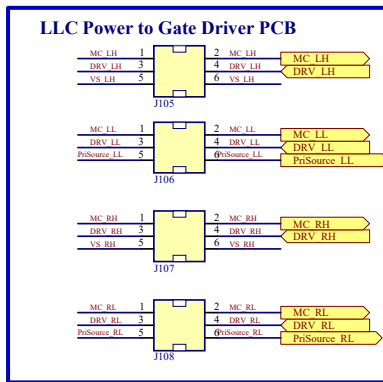 LLC Power to Gate Driver PCB
MC_LH 1 2 MC_LH MC_LH
DRV_LH 3 4 DRV_LH DRV_LH
VS_LH 5 6 VS_LH
J105
MC_LL 1 2 MC_LL MC_LL
DRV_LL 3 4 DRV_LL DRV_LL
PriSource_LL 5 6 PriSource_LL PriSource_LL
J106
MC_RH 1 2 MC_RH MC_RH
DRV_RH 3 4 DRV_RH DRV_RH
VS_RH 5 6 VS_RH
J107
MC_RL 1 2 MC_RL MC_RL
DRV_RL 3 4 DRV_RL DRV_RL
PriSource_RL 5 6 PriSource_RL PriSource_RL
J108